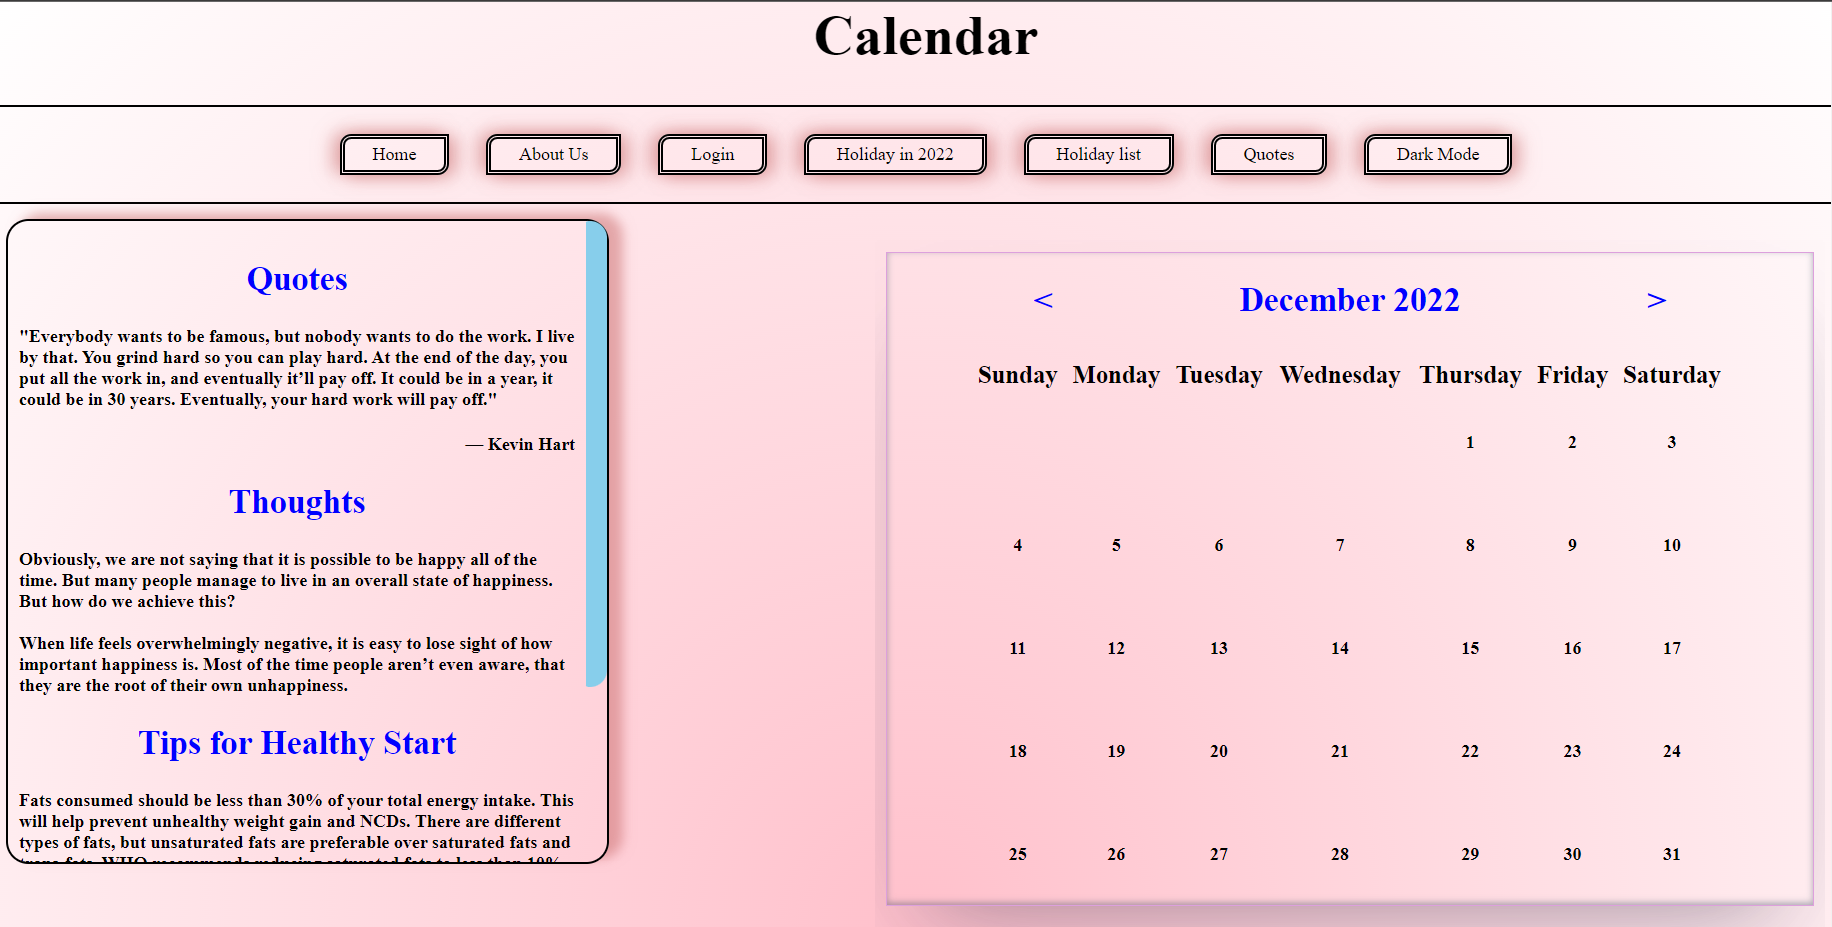 Calendar
Home About Us Login Holiday in 2022 Holiday list Quotes Dark Mode
Quotes
"Everybody wants to be famous, but nobody wants to do the work. I live
by that. You grind hard so you can play hard. At the end of the day, you
put all the work in, and eventually it’ll pay off. It could be in a year, it
could be in 30 years. Eventually, your hard work will pay off."
— Kevin Hart
Thoughts
Obviously, we are not saying that it is possible to be happy all of the
time. But many people manage to live in an overall state of happiness.
But how do we achieve this?
When life feels overwhelmingly negative, it is easy to lose sight of how
important happiness is. Most of the time people aren’t even aware, that
they are the root of their own unhappiness.
Tips for Healthy Start
Fats consumed should be less than 30% of your total energy intake. This
will help prevent unhealthy weight gain and NCDs. There are different
types of fats, but unsaturated fats are preferable over saturated fats and
trans fats. WHO recommends reducing saturated fats to less than 10%
< December 2022 >
Sunday Monday Tuesday Wednesday Thursday Friday Saturday
1 2 3
4 5 6 7 8 9 10
11 12 13 14 15 16 17
18 19 20 21 22 23 24
25 26 27 28 29 30 31